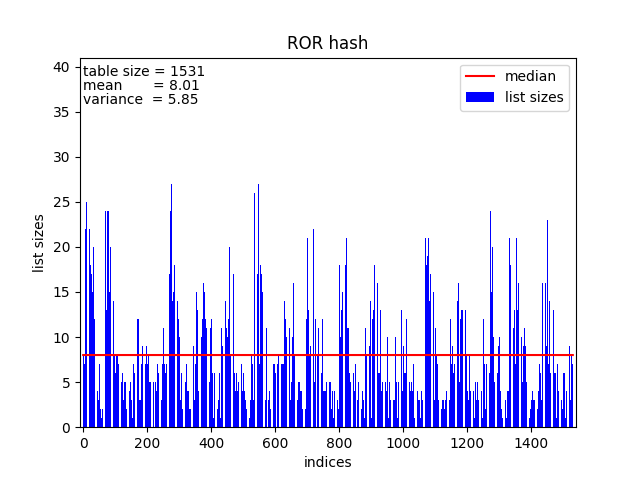 ROR hash
table size = 1531
mean = 8.01
variance = 5.85
median
list sizes
40
35
30
25
20
15
10
5
0
list sizes
0 200 400 600 800 1000 1200 1400
indices